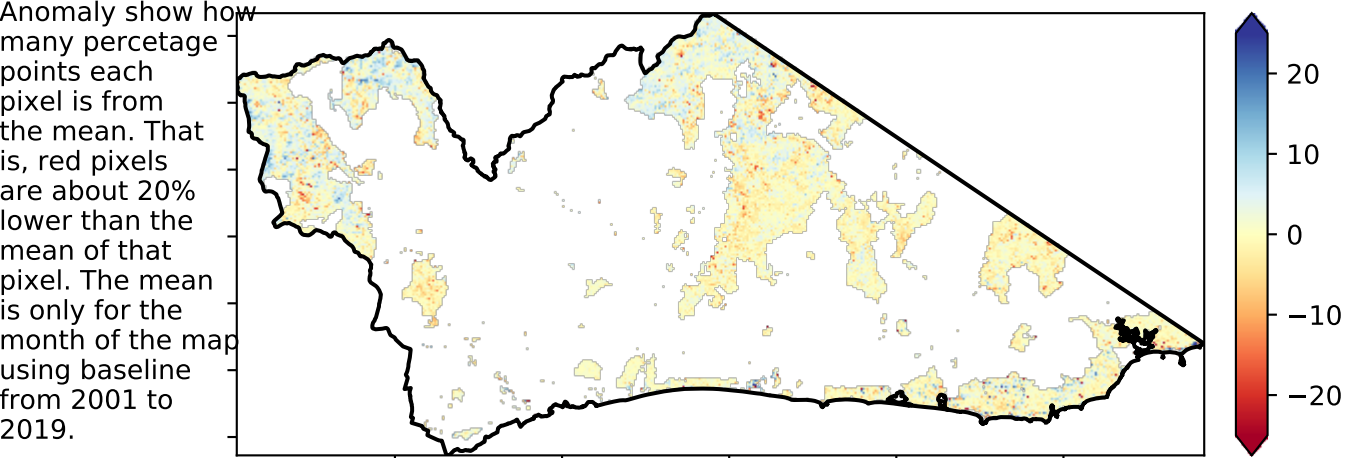 Anomaly show how
many percetage
points each
pixel is from
the mean. That
is, red pixels
are about 20%
lower than the
mean of that
pixel. The mean
is only for the
month of the map
using baseline
from 2001 to
2019.
20
10
0
−10
−20